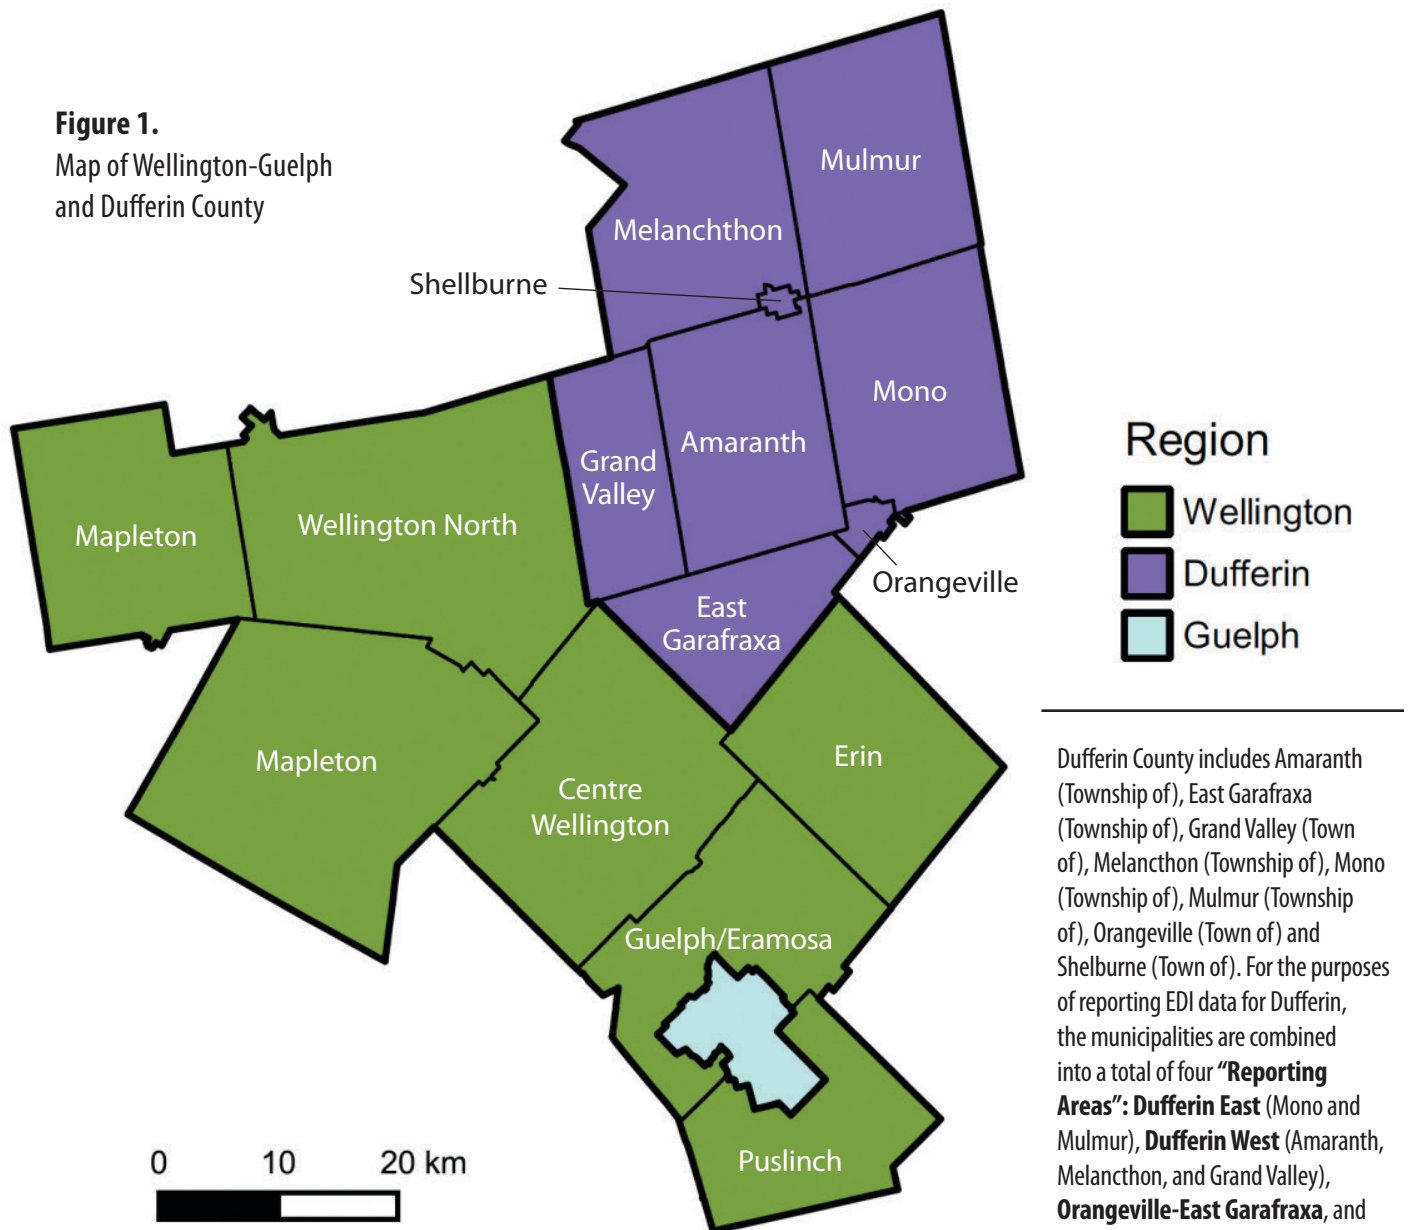 Figure 1.
Map of Wellington-Guelph
and Dufferin County
Mulmur
Melanchthon
Shellburne
Mono
Amaranth
Grand
Valley
Mapleton
Wellington North
Orangeville
East
Garafraxa
Mapleton
Erin
Centre
Wellington
Guelph/Eramosa
Puslinch
0 10 20 km
Region
Wellington
Dufferin
Guelph
Dufferin County includes Amaranth
(Township of), East Garafraxa
(Township of), Grand Valley (Town
of), Melancthon (Township of), Mono
(Township of), Mulmur (Township
of), Orangeville (Town of) and
Shelburne (Town of). For the purposes
of reporting EDI data for Dufferin,
the municipalities are combined
into a total of four “Reporting
Areas”: Dufferin East (Mono and
Mulmur), Dufferin West (Amaranth,
Melancthon, and Grand Valley),
Orangeville-East Garafraxa, and